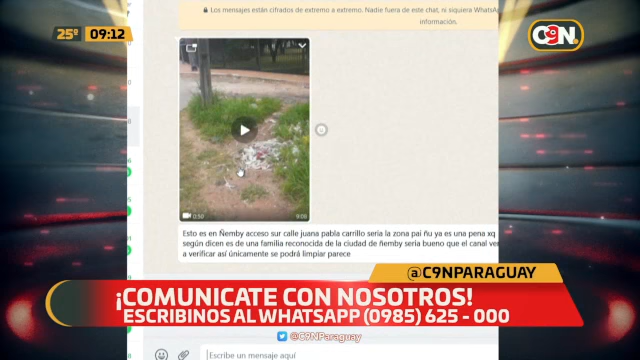 25º 09:12
Los mensajes están cifrados de extremo a extremo. Nadie fuera de este chat, ni siquiera WhatsA
información.
C9N
0:50 9:09
Esto es en Ñemby acceso sur calle juana pabla carrillo seria la zona pai ñu ya es una pena xq
según dicen es de una familia reconocida de la ciudad de ñemby seria bueno que el canal ver
a verificar así únicamente se podrá limpiar parece
@C9NPARAGUAY
¡COMUNICATE CON NOSOTROS!
ESCRIBINOS AL WHATSAPP (0985) 625 - 000
@C9NParaguay
Escribe un mensaje aquí